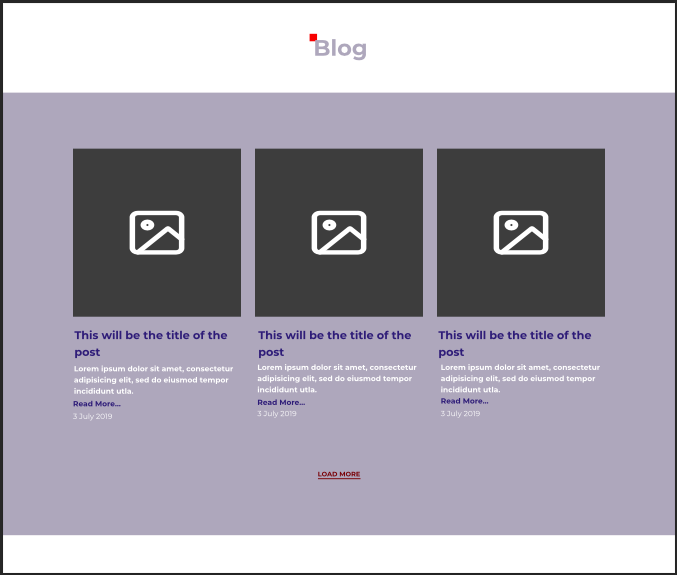 Blog
This will be the title of the
post
Lorem ipsum dolor sit amet, consectetur
adipisicing elit, sed do eiusmod tempor
incididunt utla.
Read More...
3 July 2019
This will be the title of the
post
Lorem ipsum dolor sit amet, consectetur
adipisicing elit, sed do eiusmod tempor
incididunt utla.
Read More...
3 July 2019
This will be the title of the
post
Lorem ipsum dolor sit amet, consectetur
adipisicing elit, sed do eiusmod tempor
incididunt utla.
Read More...
3 July 2019
LOAD MORE